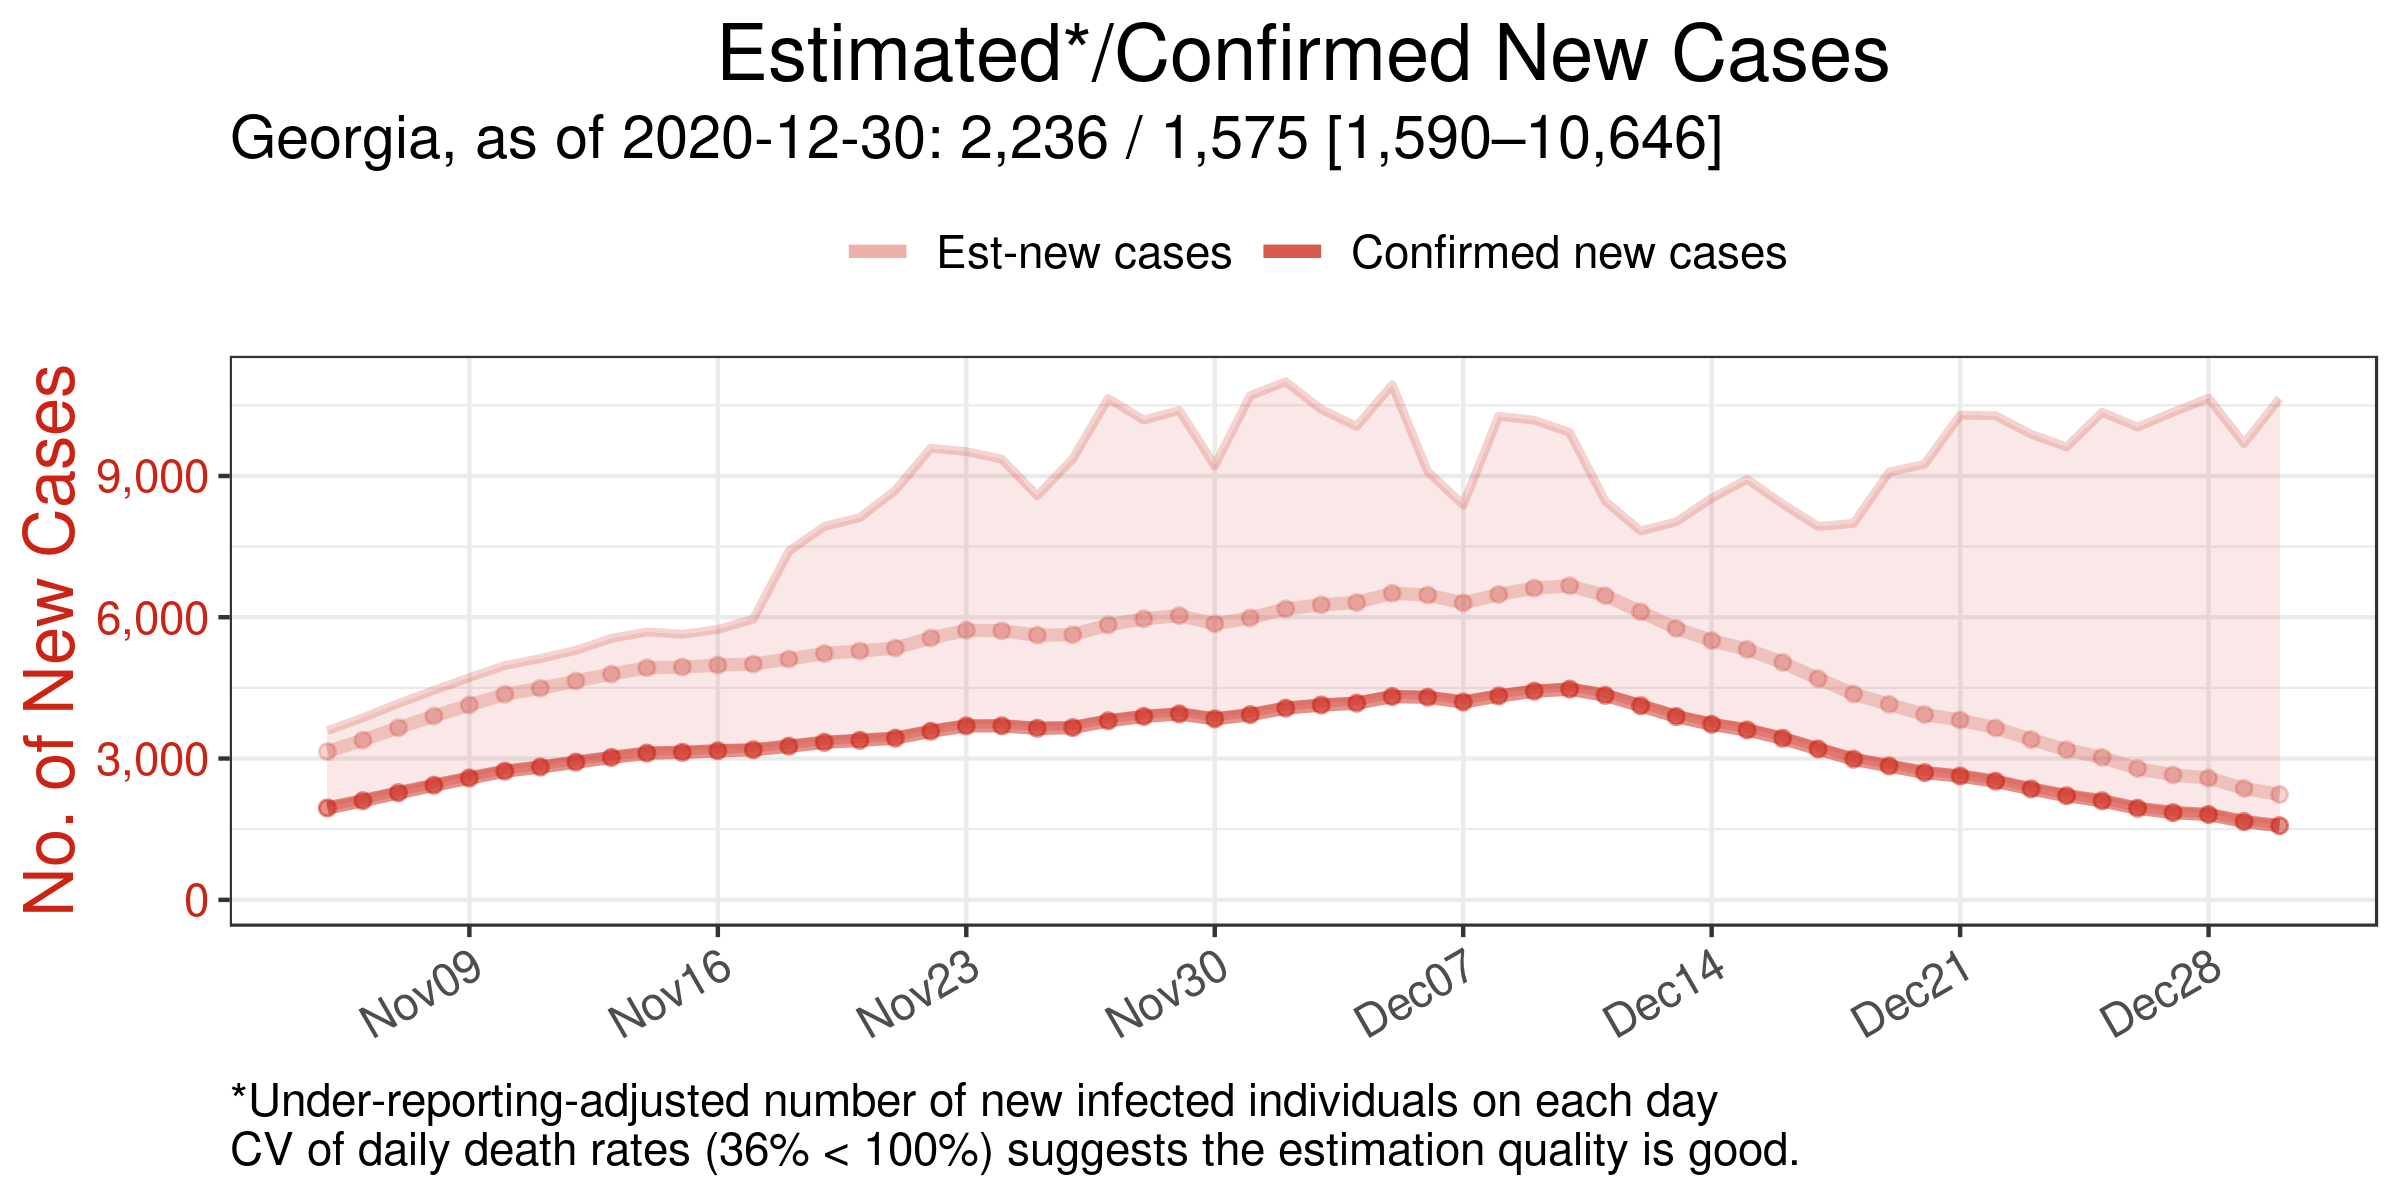 Estimated*/Confirmed New Cases
Georgia, as of 2020-12-30: 2,236 / 1,575 [1,590–10,646]
Est-new cases
Confirmed new cases
No. of New Cases
9,000
6,000
3,000
0
Nov09
Nov16
Nov23
Nov30
Dec07
Dec14
Dec21
Dec28
*Under-reporting-adjusted number of new infected individuals on each day
CV of daily death rates (36% < 100%) suggests the estimation quality is good.